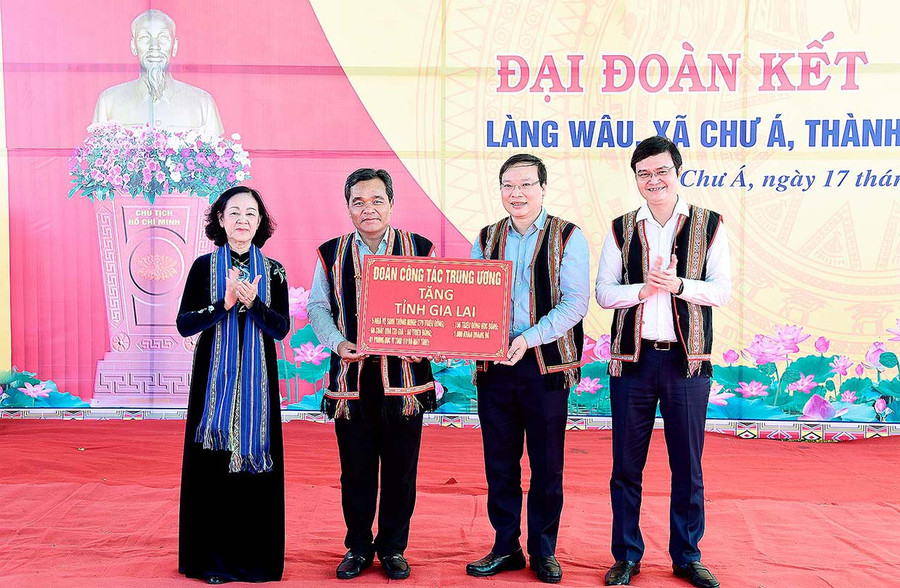 ĐẠI ĐOÀN KẾT
LÀNG WÂU, XÃ CHƯ Á, THÀNH
Chư Á, ngày 17 thán
CHỦ TỊCH
HỒ CHÍ MINH
ĐOÀN CÔNG TÁC TRUNG ƯƠNG
TẶNG
TỈNH GIA LAI